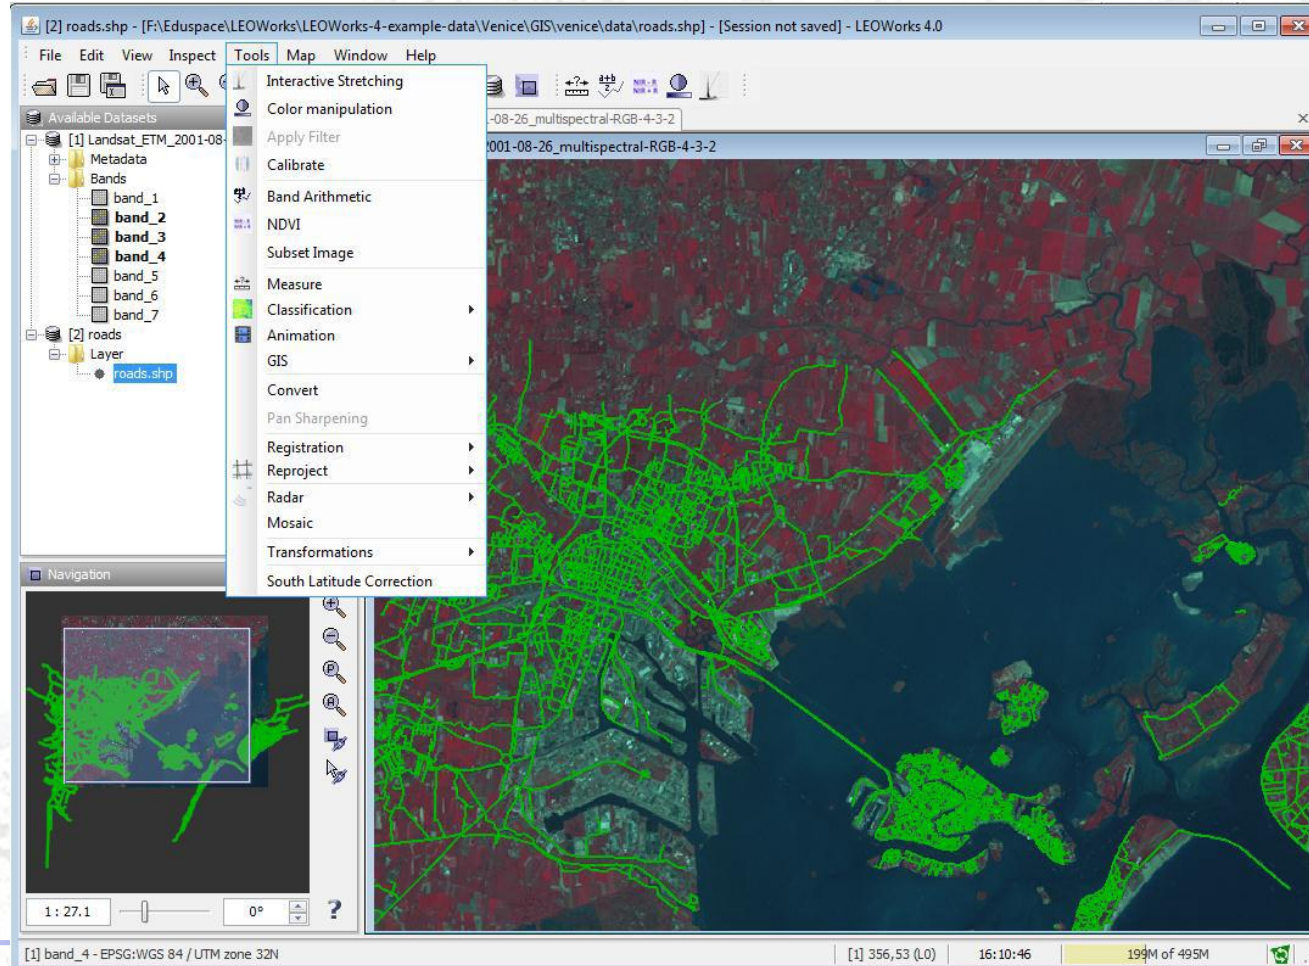 [2] roads.shp - [F:\Eduspace\LEOWorks\LEOWorks-4-example-data\Venice\GIS\venice\data\roads.shp] - [Session not saved] - LEOWorks 4.0
File Edit View Inspect Tools Map Window Help
Available Datasets
[1] Landsat_ETM_2001-08-
Metadata
Bands
band_1
band_2
band_3
band_4
band_5
band_6
band_7
[2] roads
Layer
roads.shp
Interactive Stretching
Color manipulation
Apply Filter
Calibrate
Band Arithmetic
NDVI
Subset Image
Measure
Classification
Animation
GIS
Convert
Pan Sharpening
Registration
Reproject
Radar
Mosaic
Transformations
South Latitude Correction
-08-26_multispectral-RGB-4-3-2
2001-08-26_multispectral-RGB-4-3-2
Navigation
1: 27.1
0°
?
[1] band_4 - EPSG:WGS 84 / UTM zone 32N
[1] 356,53 (L0)
16:10:46
199M of 495M